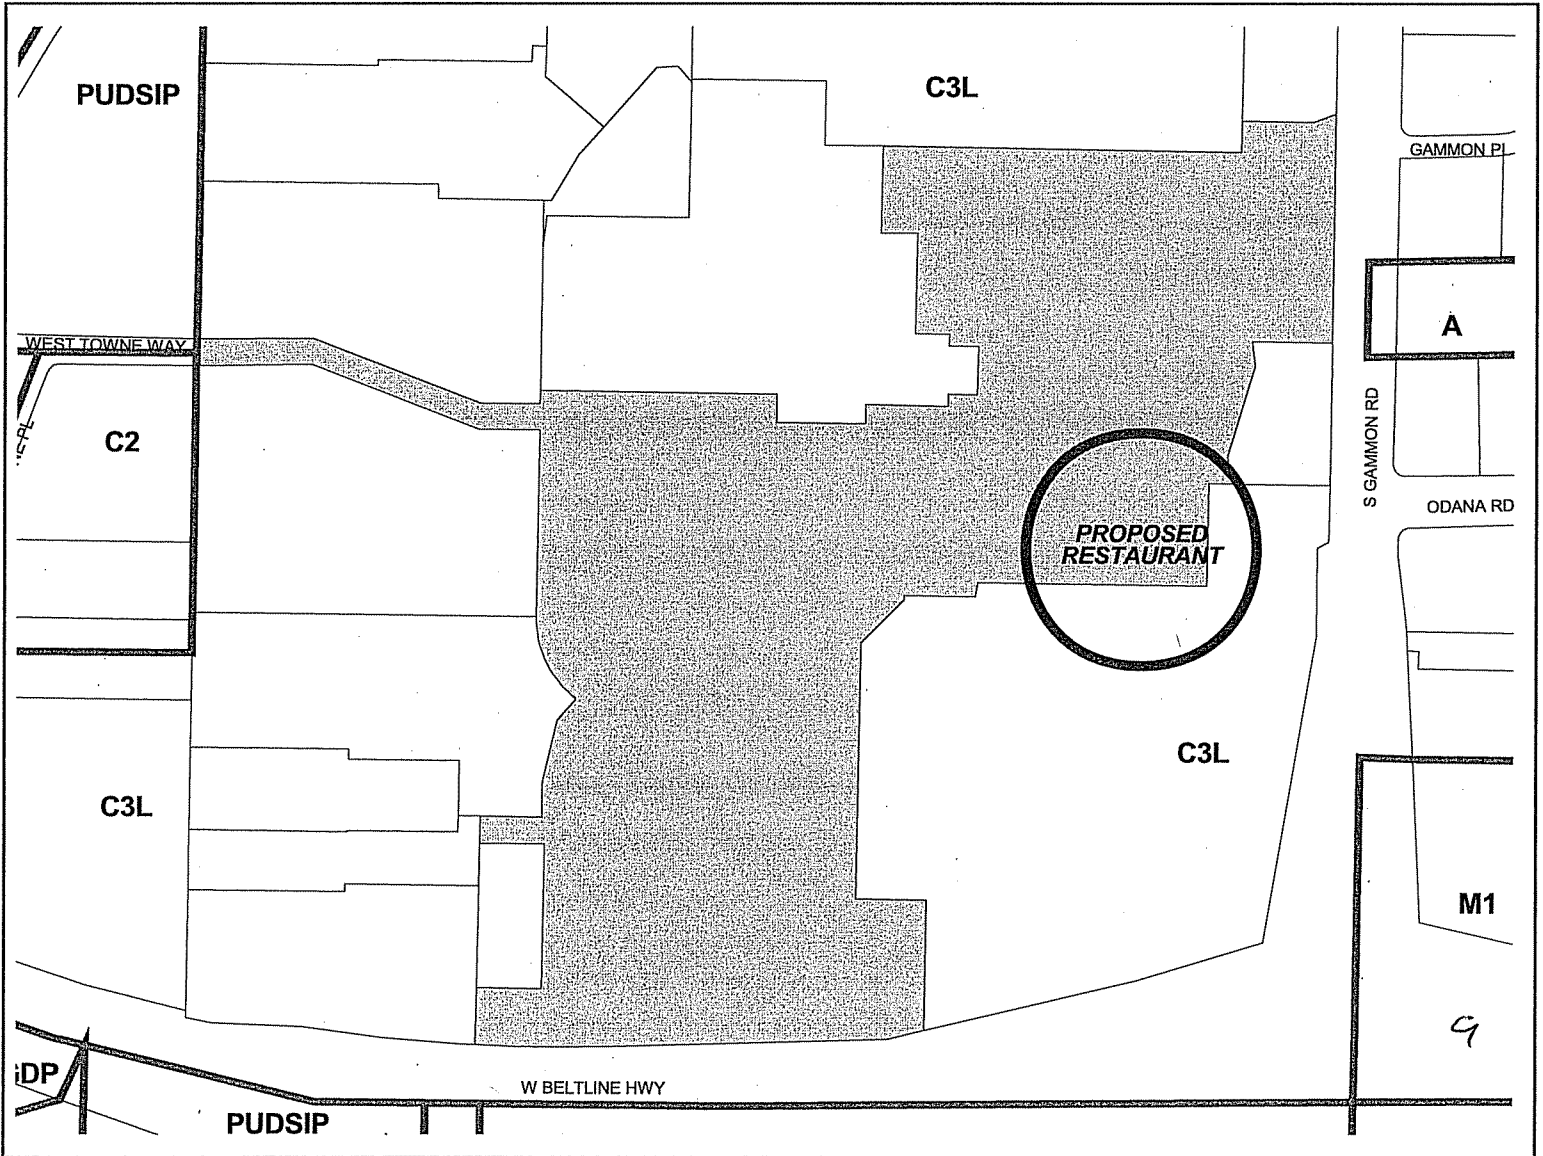 PUDSIP
C3L
GAMMON PL
A
WEST TOWNE WAY
C2
S GAMMON RD
ODANA RD
PROPOSED
RESTAURANT
C3L
C3L
M1
9
W BELTLINE HWY
PUDSIP